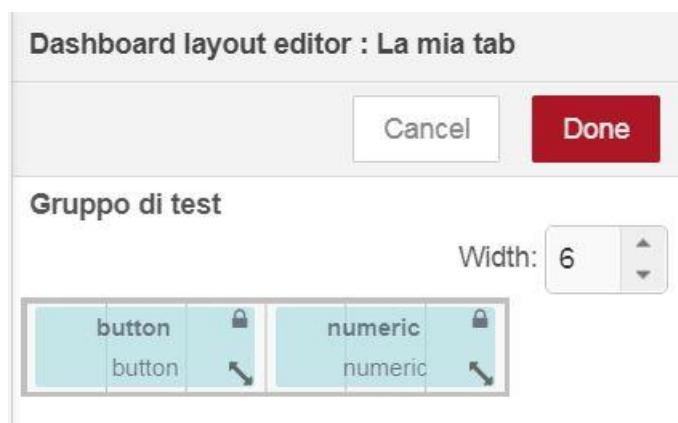 Dashboard layout editor : La mia tab
Cancel Done
Gruppo di test
Width: 6
button numeric
button numeric